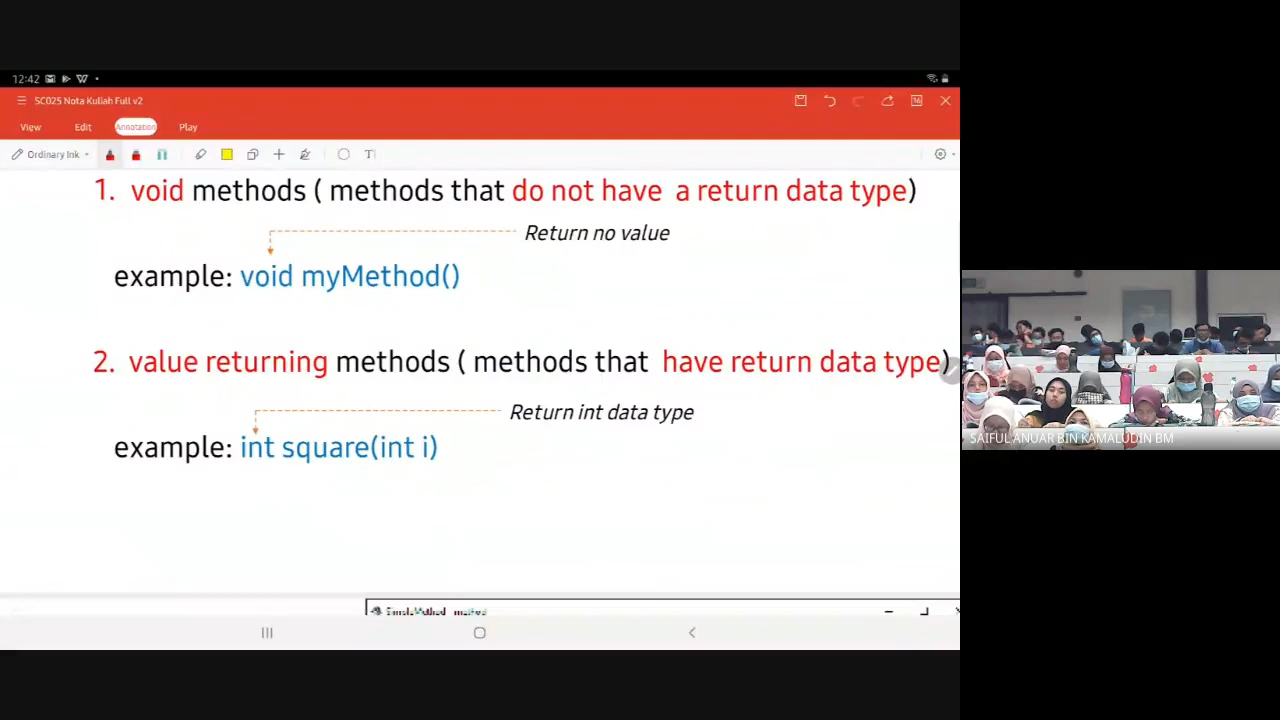 12:42
SC025 Nota Kuliah Full v2
View Edit Annotation Play
Ordinary Ink
1. void methods ( methods that do not have a return data type)
Return no value
example: void myMethod()
2. value returning methods ( methods that have return data type)
Return int data type
example: int square(int i)
SAIFUL ANUAR BIN KAMALUDIN BM